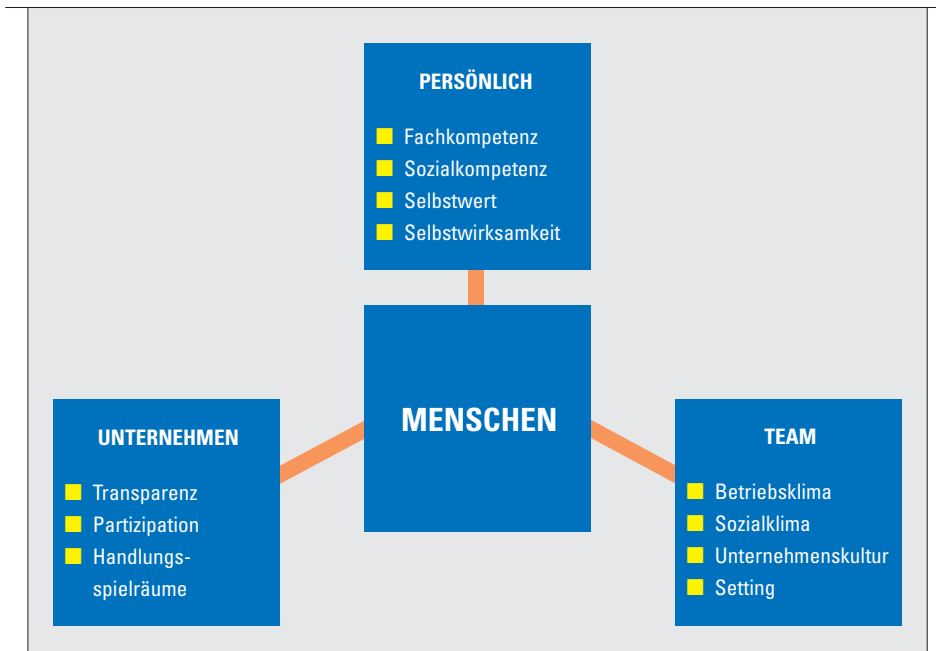 PERSÖNLICH
Fachkompetenz
Sozialkompetenz
Selbstwert
Selbstwirksamkeit
MENSCHEN
UNTERNEHMEN
Transparenz
Partizipation
Handlungs-
spielräume
TEAM
Betriebsklima
Sozialklima
Unternehmenskultur
Setting